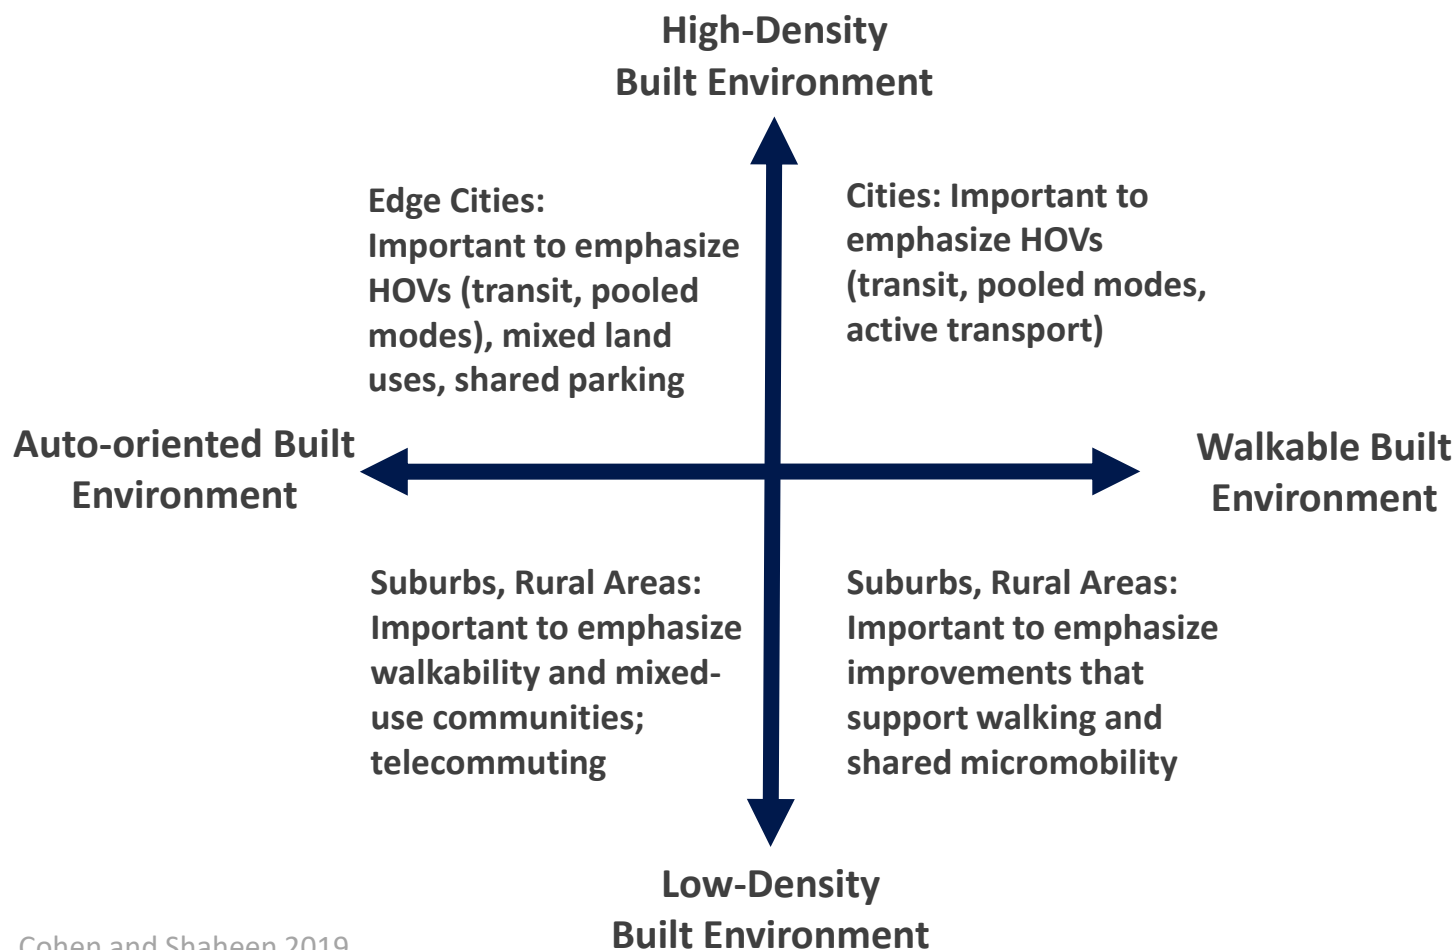 High-Density
Built Environment
Edge Cities:
Important to emphasize
HOVs (transit, pooled
modes), mixed land
uses, shared parking
Cities: Important to
emphasize HOVs
(transit, pooled modes,
active transport)
Auto-oriented Built
Environment
Walkable Built
Environment
Suburbs, Rural Areas:
Important to emphasize
walkability and mixed-
use communities;
telecommuting
Suburbs, Rural Areas:
Important to emphasize
improvements that
support walking and
shared micromobility
Low-Density
Built Environment
Cohen and Shaheen 2019